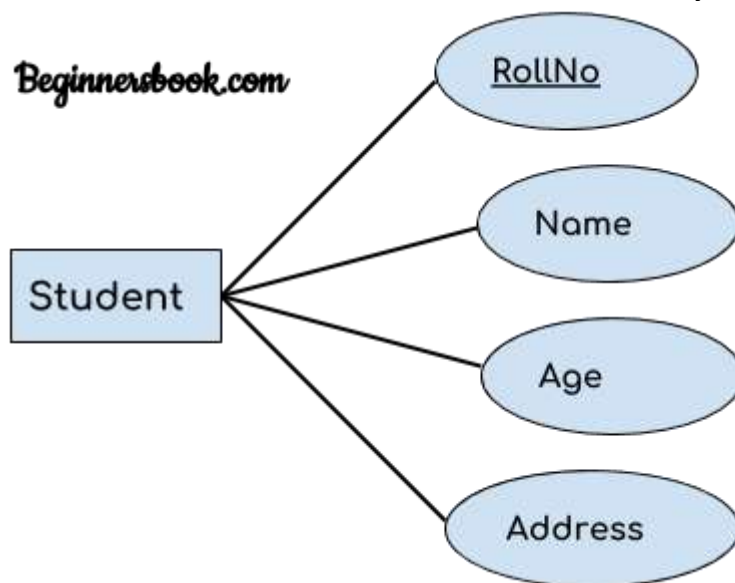 Beginnersbook.com
RollNo
Name
Student
Age
Address